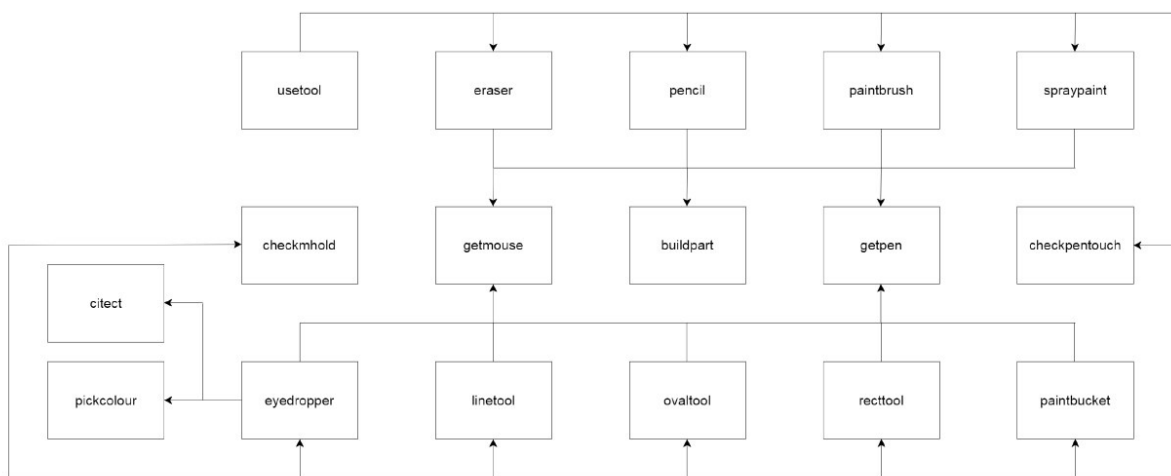 usetool
eraser
pencil
paintbrush
spraypaint
checkmhold
getmouse
buildpart
getpen
checkpentouch
citect
pickcolour
eyedropper
linetool
ovaltool
recttool
paintbucket